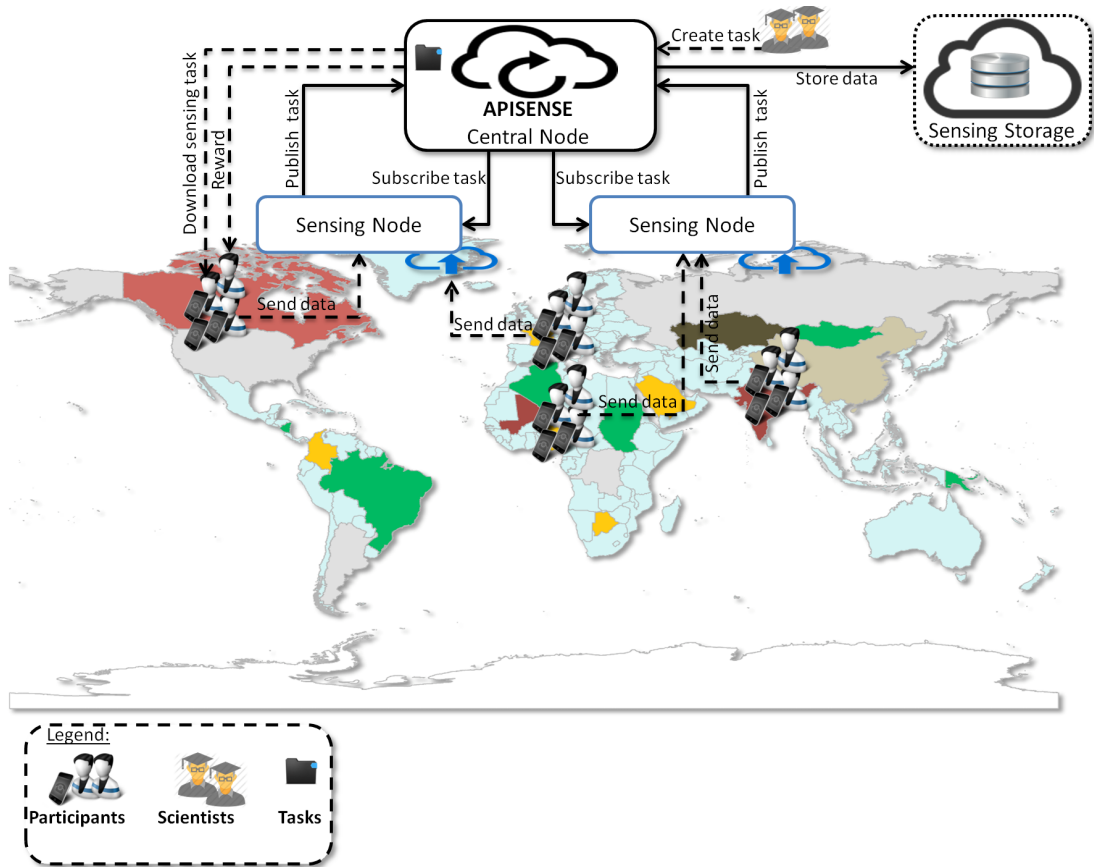 Create task
Store data
APISENSE
Central Node
Sensing Storage
Download sensing task
Reward
Publish task
Subscribe task
Subscribe task
Publish task
Sensing Node
Sensing Node
Send data
Send data
Send data
Send data
Legend:
Participants
Scientists
Tasks